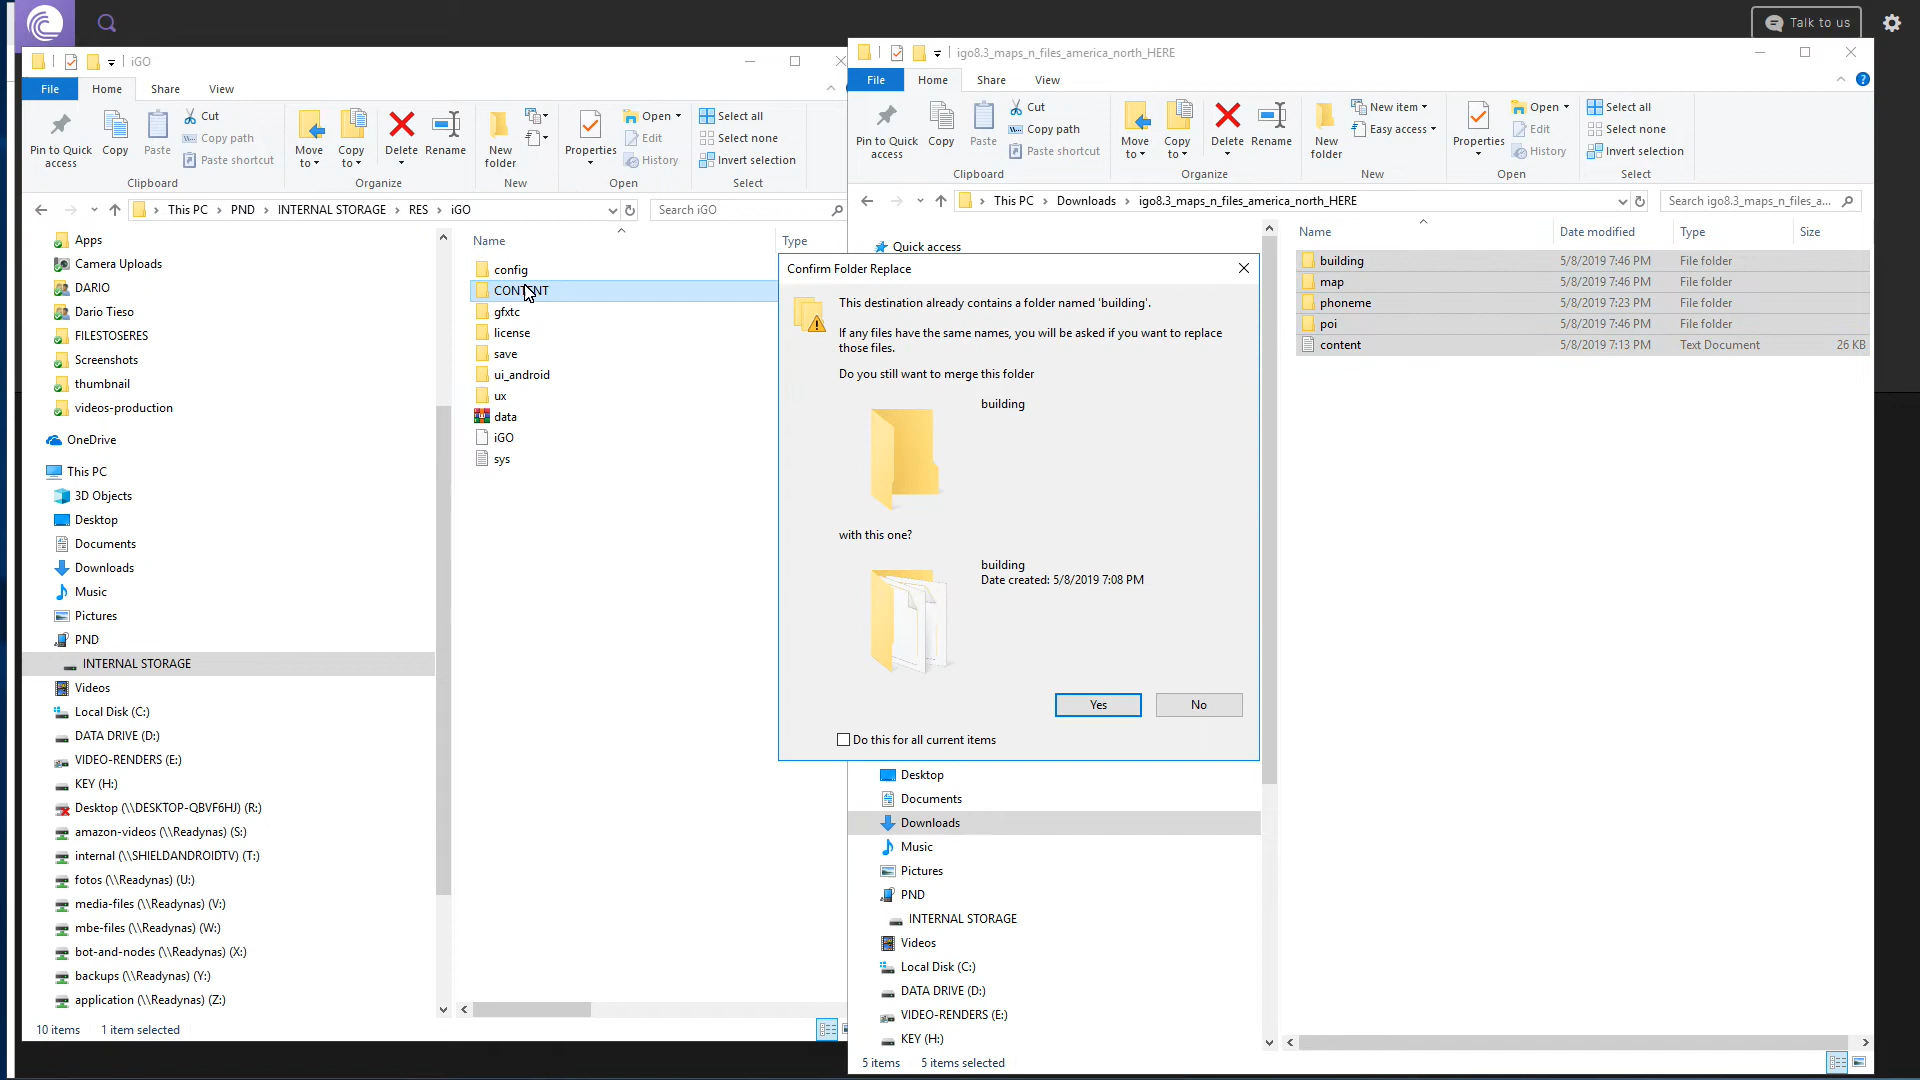 Talk to us
iGO
File
Home
Share
View
Pin to Quick access
Copy
Paste
Cut
Copy path
Paste shortcut
Clipboard
Move to
Copy to
Delete
Rename
Organize
New folder
New
Properties
Open
Edit
History
Open
Select all
Select none
Invert selection
Select
This PC > PND > INTERNAL STORAGE > RES > iGO
Search iGO
Apps
Camera Uploads
DARIO
Dario Tieso
FILESTOSERES
Screenshots
thumbnail
videos-production
OneDrive
This PC
3D Objects
Desktop
Documents
Downloads
Music
Pictures
PND
INTERNAL STORAGE
Videos
Local Disk (C:)
DATA DRIVE (D:)
VIDEO-RENDERS (E:)
KEY (H:)
Desktop (\\DESKTOP-QBVF6HJ) (R:)
amazon-videos (\\Readynas) (S:)
internal (\\SHIELDANDROIDTV) (T:)
fotos (\\Readynas) (U:)
media-files (\\Readynas) (V:)
mbe-files (\\Readynas) (W:)
bot-and-nodes (\\Readynas) (X:)
backups (\\Readynas) (Y:)
application (\\Readynas) (Z:)
Name
Type
config
CONTENT
gfxtc
license
save
ui_android
ux
data
iGO
sys
10 items 1 item selected
igo8.3_maps_n_files_america_north_HERE
File
Home
Share
View
Pin to Quick access
Copy
Paste
Cut
Copy path
Paste shortcut
Clipboard
Move to
Copy to
Delete
Rename
Organize
New folder
New item
Easy access
New
Properties
Open
Edit
History
Open
Select all
Select none
Invert selection
Select
This PC > Downloads > igo8.3_maps_n_files_america_north_HERE
Search igo8.3_maps_n_files_a...
Quick access
Name Date modified Type Size
building 5/8/2019 7:46 PM File folder
map 5/8/2019 7:46 PM File folder
phoneme 5/8/2019 7:23 PM File folder
poi 5/8/2019 7:46 PM File folder
content 5/8/2019 7:13 PM Text Document 26 KB
Confirm Folder Replace
This destination already contains a folder named 'building'.
If any files have the same names, you will be asked if you want to replace
those files.
Do you still want to merge this folder
building
with this one?
building
Date created: 5/8/2019 7:08 PM
Yes
No
Do this for all current items
Desktop
Documents
Downloads
Music
Pictures
PND
INTERNAL STORAGE
Videos
Local Disk (C:)
DATA DRIVE (D:)
VIDEO-RENDERS (E:)
KEY (H:)
5 items 5 items selected